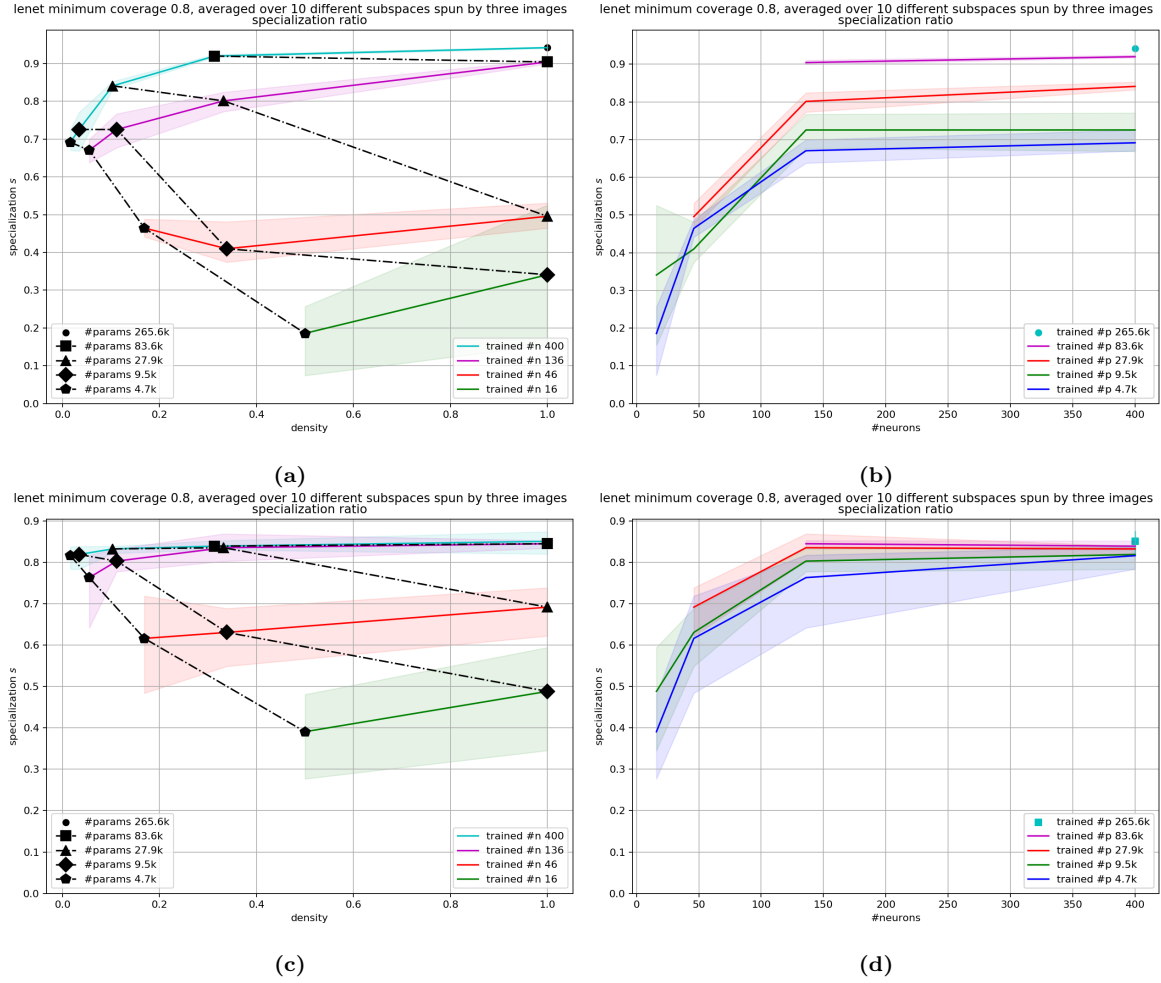 lenet minimum coverage 0.8, averaged over 10 different subspaces spun by three images
specialization ratio
specialization s
0.9
0.8
0.7
0.6
0.5
0.4
0.3
0.2
0.1
0.0
#params 265.6k
#params 83.6k
#params 27.9k
#params 9.5k
#params 4.7k
trained #n 400
trained #n 136
trained #n 46
trained #n 16
0.0 0.2 0.4 0.6 0.8 1.0
density
(a)
lenet minimum coverage 0.8, averaged over 10 different subspaces spun by three images
specialization ratio
specialization s
0.9
0.8
0.7
0.6
0.5
0.4
0.3
0.2
0.1
0.0
trained #p 265.6k
trained #p 83.6k
trained #p 27.9k
trained #p 9.5k
trained #p 4.7k
0 50 100 150 200 250 300 350 400
#neurons
(b)
lenet minimum coverage 0.8, averaged over 10 different subspaces spun by three images
specialization ratio
specialization s
0.9
0.8
0.7
0.6
0.5
0.4
0.3
0.2
0.1
0.0
#params 265.6k
#params 83.6k
#params 27.9k
#params 9.5k
#params 4.7k
trained #n 400
trained #n 136
trained #n 46
trained #n 16
0.0 0.2 0.4 0.6 0.8 1.0
density
(c)
lenet minimum coverage 0.8, averaged over 10 different subspaces spun by three images
specialization ratio
specialization s
0.9
0.8
0.7
0.6
0.5
0.4
0.3
0.2
0.1
0.0
trained #p 265.6k
trained #p 83.6k
trained #p 27.9k
trained #p 9.5k
trained #p 4.7k
0 50 100 150 200 250 300 350 400
#neurons
(d)